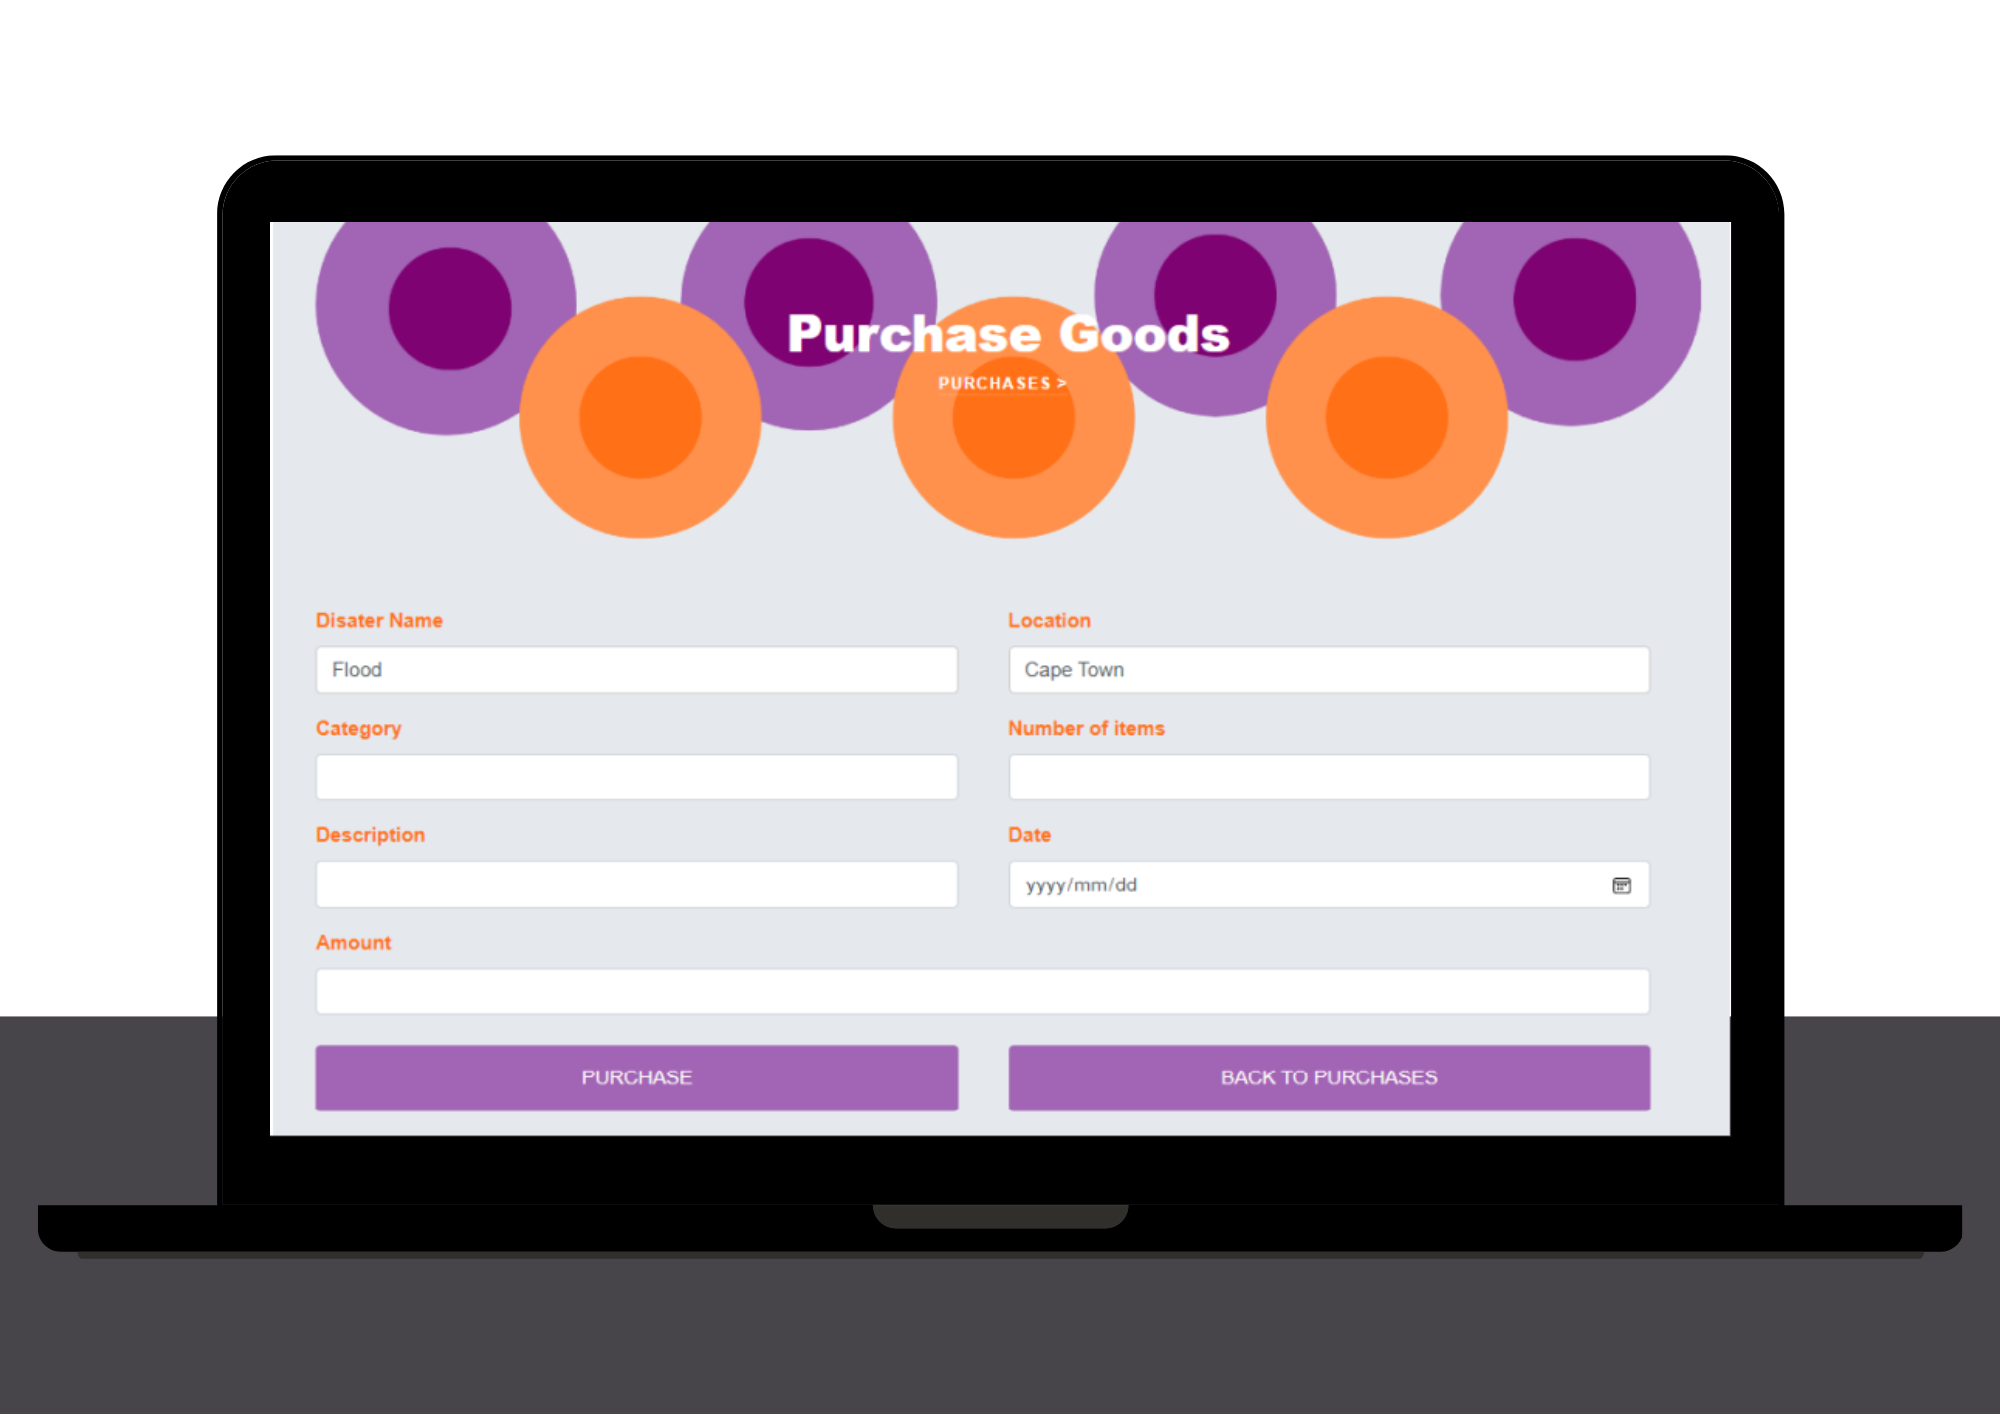 Purchase Goods
PURCHASES >
Disater Name
Location
Flood
Cape Town
Category
Number of items
Description
Date
yyyy/mm/dd
Amount
PURCHASE
BACK TO PURCHASES